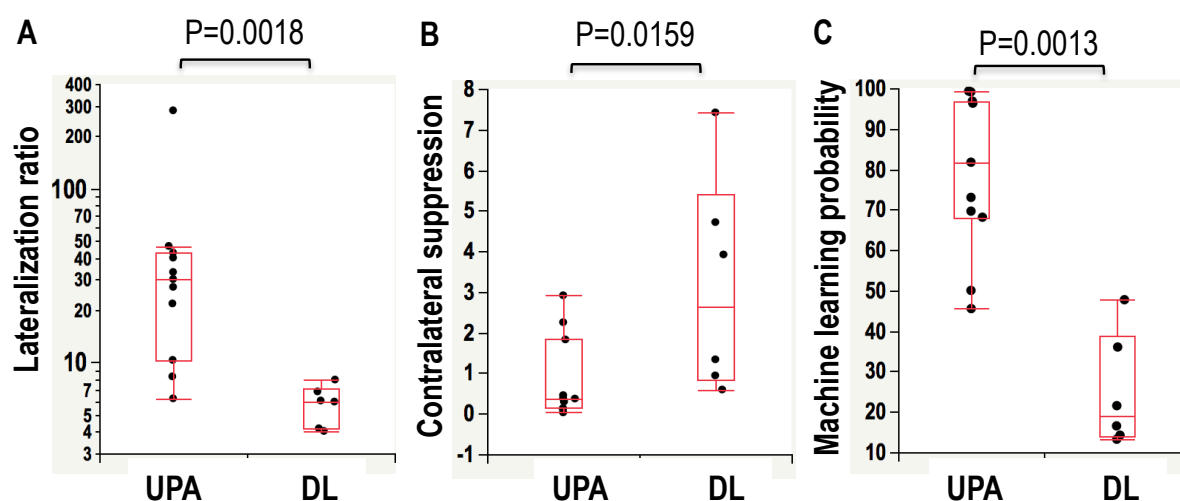 A
P=0.0018
Lateralization ratio
400
300
200
100
70
50
40
30
20
10
7
5
4
3
UPA DL
B
P=0.0159
Contralateral suppression
8
7
6
5
4
3
2
1
0
-1
UPA DL
C
P=0.0013
Machine learning probability
100
90
80
70
60
50
40
30
20
10
UPA DL